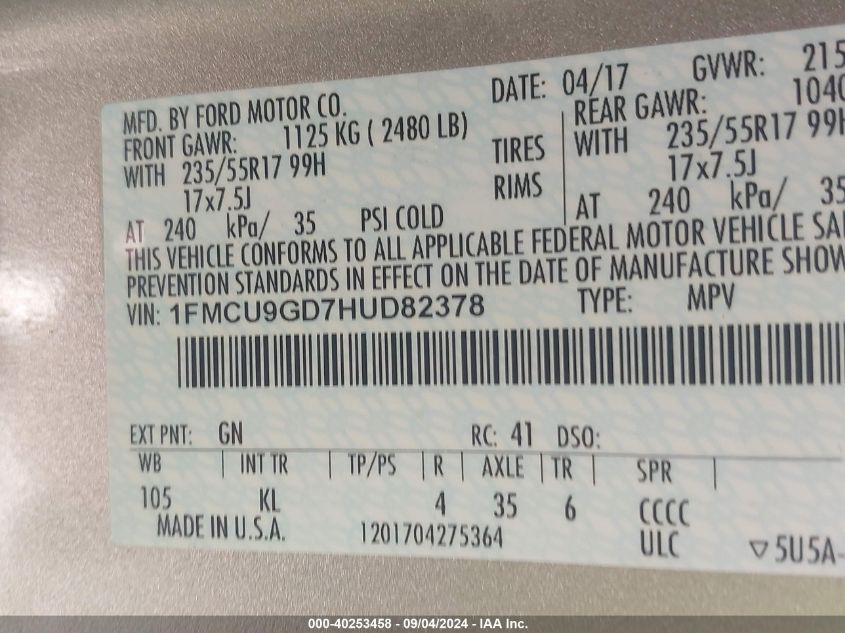 MFD. BY FORD MOTOR CO. DATE: 04/17 GVWR: 215
FRONT GAWR: 1125 KG ( 2480 LB) REAR GAWR: 1040
WITH 235/55R17 99H TIRES WITH 235/55R17 99H
17x7.5J RIMS 17x7.5J
AT 240 kPa/ 35 PSI COLD AT 240 kPa/ 35
THIS VEHICLE CONFORMS TO ALL APPLICABLE FEDERAL MOTOR VEHICLE SA
PREVENTION STANDARDS IN EFFECT ON THE DATE OF MANUFACTURE SHOW
VIN: 1FMCU9GD7HUD82378 TYPE: MPV
EXT PNT: GN RC: 41 DSO:
WB | INT TR | TP/PS | R | AXLE | TR | SPR |
105 KL 4 35 6 CCCC
MADE IN U.S.A. 1201704275364 ULC ▽5U5A-
000-40253458 - 09/04/2024 - IAA Inc.